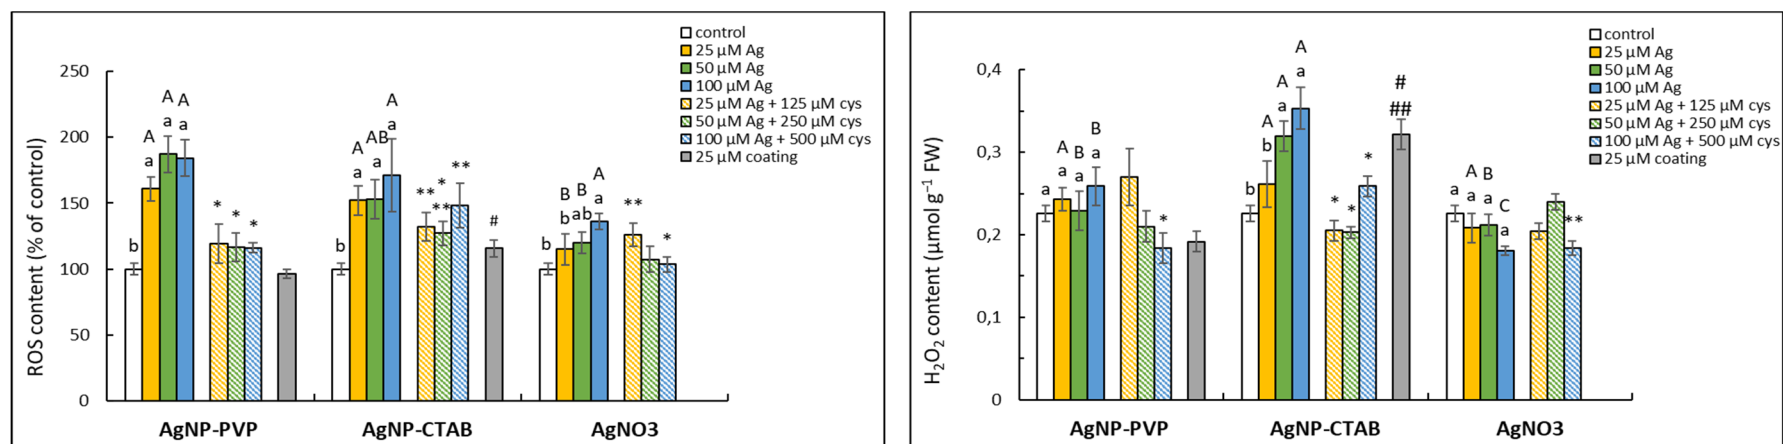 control
25 µM Ag
50 µM Ag
100 µM Ag
25 µM Ag + 125 µM cys
50 µM Ag + 250 µM cys
100 µM Ag + 500 µM cys
25 µM coating
ROS content (% of control)
250
200
150
100
50
0
b
A
a
A
a
A
a
*
*
*
b
A
a
AB
a
A
a
**
*
**
**
#
b
B
b
B
ab
A
a
**
*
AgNP-PVP
AgNP-CTAB
AgNO3
control
25 µM Ag
50 µM Ag
100 µM Ag
25 µM Ag + 125 µM cys
50 µM Ag + 250 µM cys
100 µM Ag + 500 µM cys
25 µM coating
H₂O₂ content (µmol g⁻¹ FW)
0,4
0,3
0,2
0,1
0
a
A
a
B
a
B
a
*
b
A
b
A
a
A
a
*
*
*
#
##
a
A
a
B
a
C
a
**
AgNP-PVP
AgNP-CTAB
AgNO3